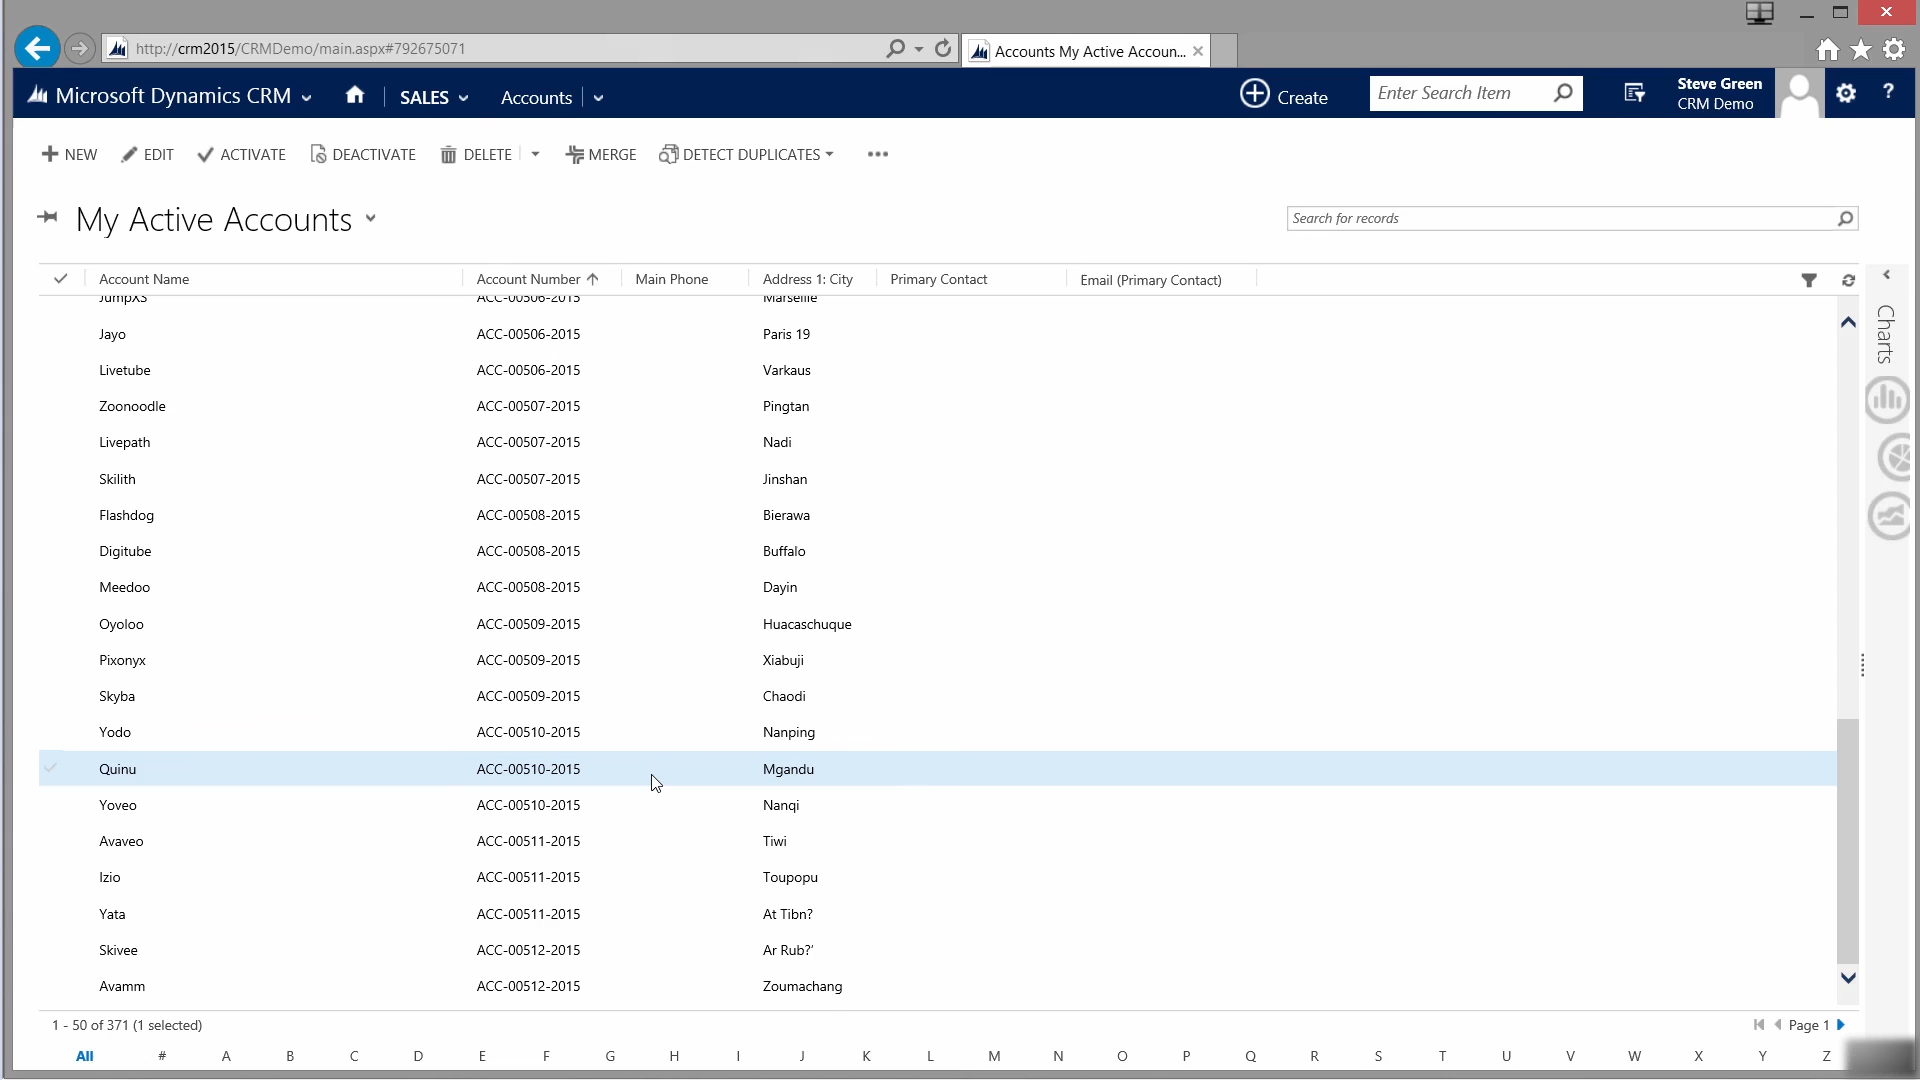 http://crm2015/CRMDemo/main.aspx#792675071
Accounts My Active Accoun...
Microsoft Dynamics CRM
SALES
Accounts
Create
Enter Search Item
Steve Green
CRM Demo
?
NEW
EDIT
ACTIVATE
DEACTIVATE
DELETE
MERGE
DETECT DUPLICATES
My Active Accounts
Search for records
Account Name Account Number Main Phone Address 1: City Primary Contact Email (Primary Contact)
Charts
JumpXS ACC-00506-2015 Marseille
Jayo ACC-00506-2015 Paris 19
Livetube ACC-00506-2015 Varkaus
Zoonoodle ACC-00507-2015 Pingtan
Livepath ACC-00507-2015 Nadi
Skilith ACC-00507-2015 Jinshan
Flashdog ACC-00508-2015 Bierawa
Digitube ACC-00508-2015 Buffalo
Meedoo ACC-00508-2015 Dayin
Oyoloo ACC-00509-2015 Huacaschuque
Pixonyx ACC-00509-2015 Xiabuji
Skyba ACC-00509-2015 Chaodi
Yodo ACC-00510-2015 Nanping
Quinu ACC-00510-2015 Mgandu
Yoveo ACC-00510-2015 Nanqi
Avaveo ACC-00511-2015 Tiwi
Izio ACC-00511-2015 Toupopu
Yata ACC-00511-2015 At Tibn?
Skivee ACC-00512-2015 Ar Rub?'
Avamm ACC-00512-2015 Zoumachang
1 - 50 of 371 (1 selected)
Page 1
All # A B C D E F G H I J K L M N O P Q R S T U V W X Y Z